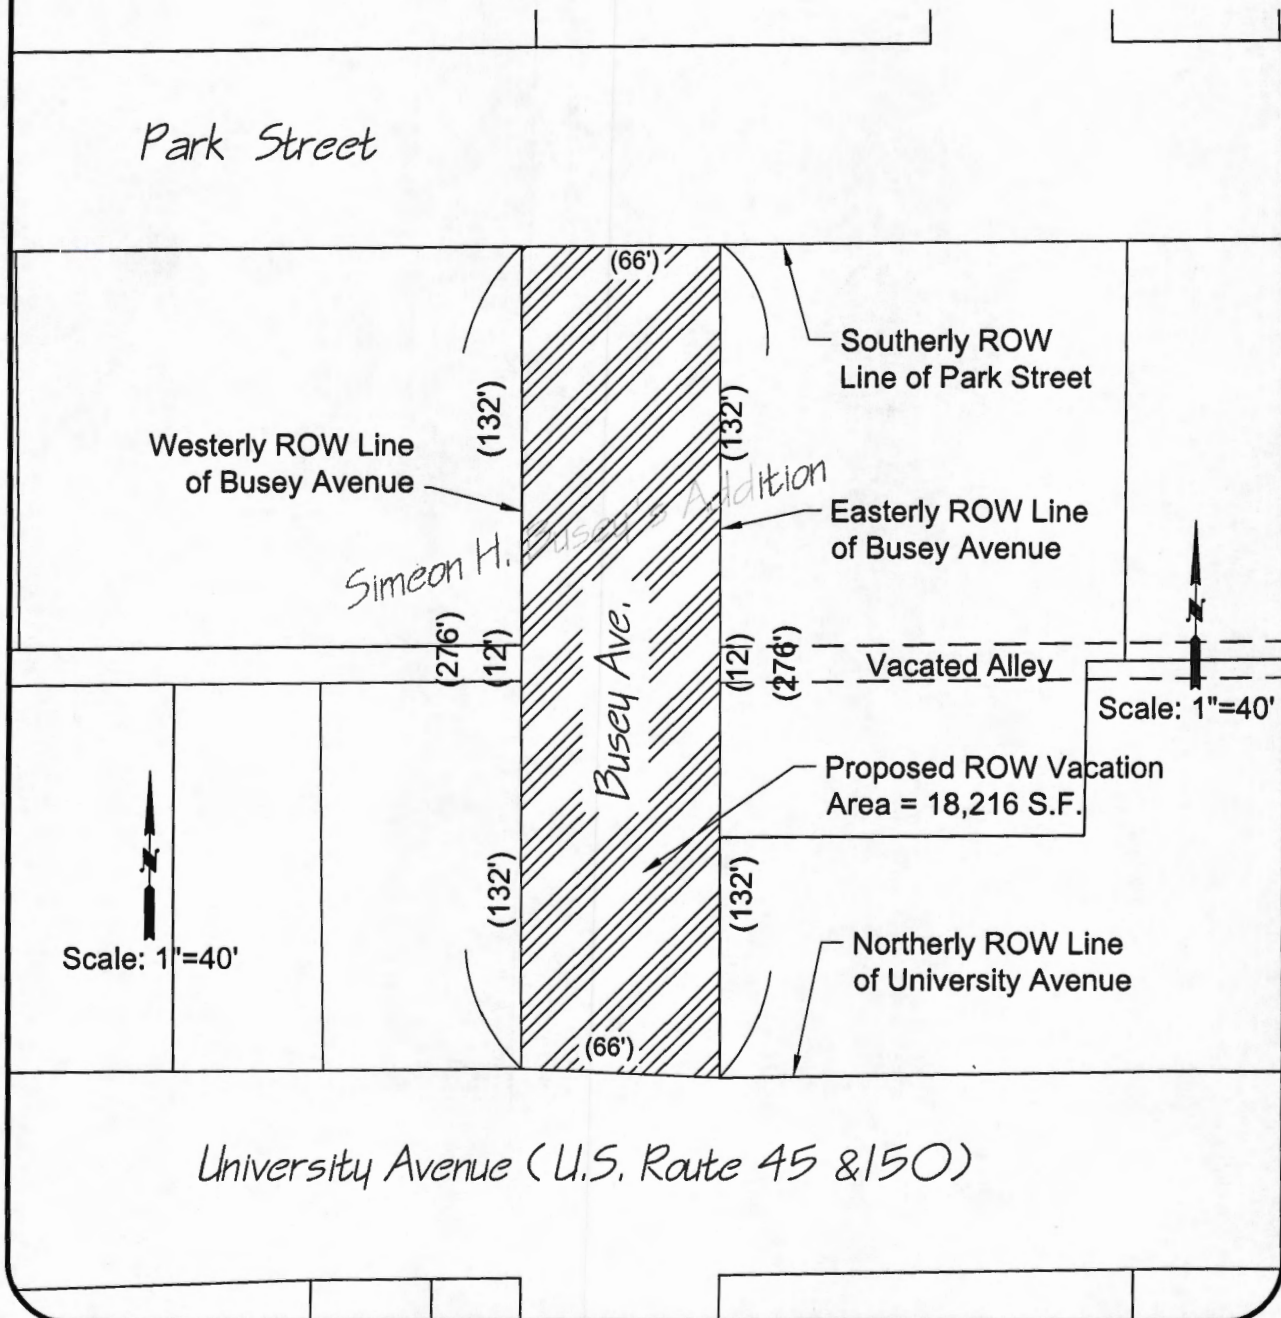 Park Street
(66')
Southerly ROW
Line of Park Street
(132')
(132')
Westerly ROW Line
of Busey Avenue
Simeon H. Busey's Addition
Easterly ROW Line
of Busey Avenue
N
(276')
(12')
Busey Ave.
(12')
(276')
Vacated Alley
Scale: 1"=40'
Proposed ROW Vacation
Area = 18,216 S.F.
N
(132')
(132')
Northerly ROW Line
of University Avenue
Scale: 1"=40'
(66')
University Avenue (U.S. Route 45 &150)